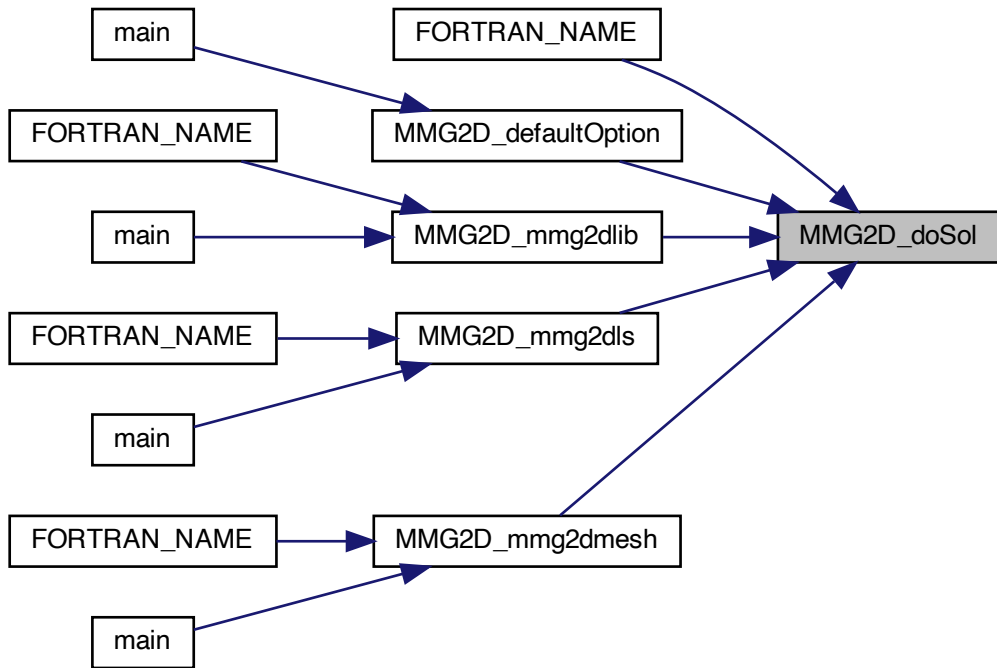 main
FORTRAN_NAME
FORTRAN_NAME
MMG2D_defaultOption
main
MMG2D_mmg2dlib
MMG2D_doSol
FORTRAN_NAME
MMG2D_mmg2dls
main
FORTRAN_NAME
MMG2D_mmg2dmesh
main